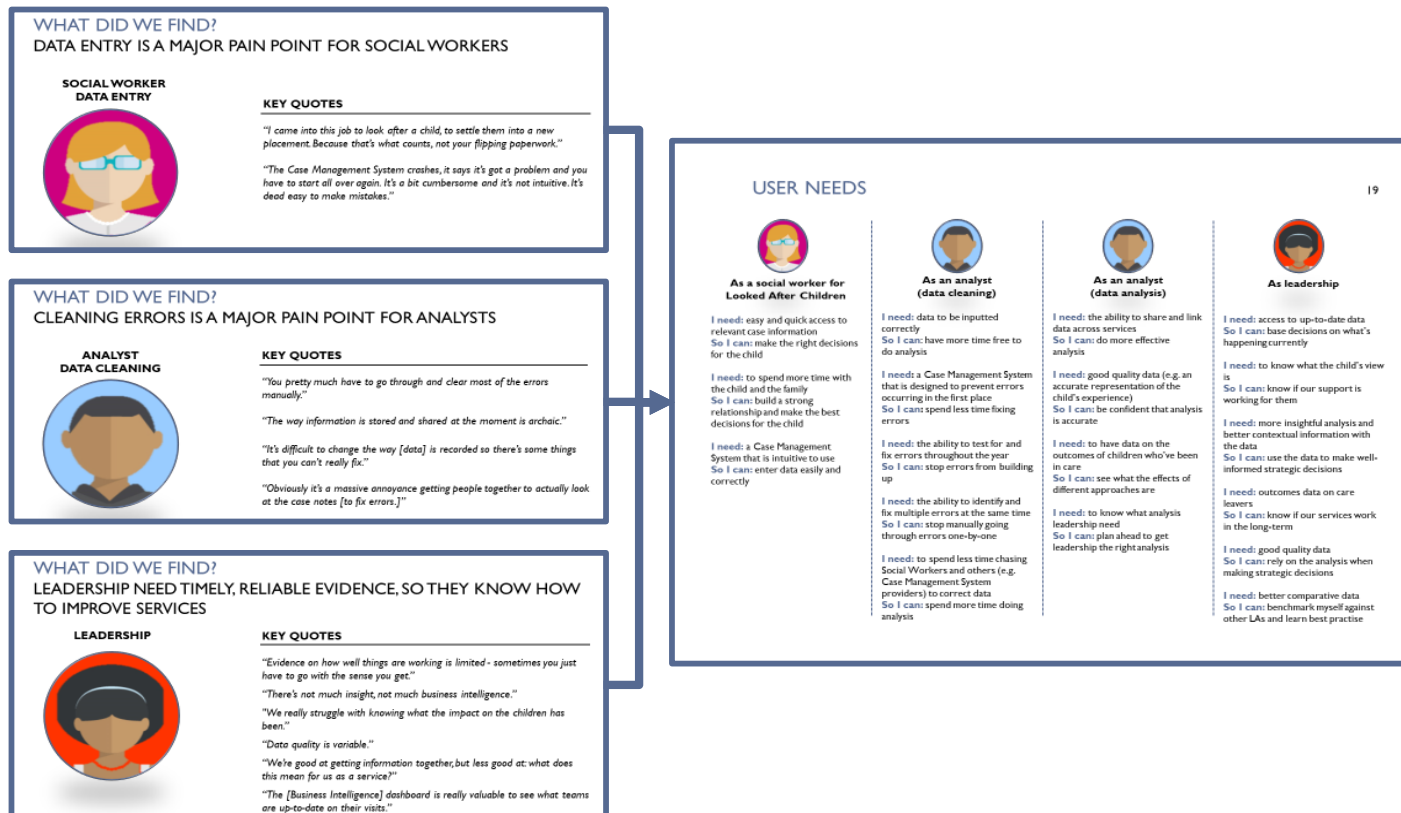 WHAT DID WE FIND?
DATA ENTRY IS A MAJOR PAIN POINT FOR SOCIAL WORKERS
SOCIAL WORKER
DATA ENTRY
KEY QUOTES
“I came into this job to look after a child, to settle them into a new
placement. Because that’s what counts, not your flipping paperwork.”
“The Case Management System crashes, it says it’s got a problem and you
have to start all over again. It’s a bit cumbersome and it’s not intuitive. It’s
dead easy to make mistakes.”
WHAT DID WE FIND?
CLEANING ERRORS IS A MAJOR PAIN POINT FOR ANALYSTS
ANALYST
DATA CLEANING
KEY QUOTES
“You pretty much have to go through and clear most of the errors
manually.”
“The way information is stored and shared at the moment is archaic.”
“It’s difficult to change the way [data] is recorded so there’s some things
that you can’t really fix.”
“Obviously it’s a massive annoyance getting people together to actually look
at the case notes [to fix errors.]”
WHAT DID WE FIND?
LEADERSHIP NEED TIMELY, RELIABLE EVIDENCE, SO THEY KNOW HOW
TO IMPROVE SERVICES
LEADERSHIP
KEY QUOTES
“Evidence on how well things are working is limited - sometimes you just
have to go with the sense you get.”
“There’s not much insight, not much business intelligence.”
“We really struggle with knowing what the impact on the children has
been.”
“Data quality is variable.”
“We’re good at getting information together, but less good at: what does
this mean for us as a service?”
“The [Business Intelligence] dashboard is really valuable to see what teams
are up-to-date on their visits.”
USER NEEDS
19
As a social worker for
Looked After Children
I need: easy and quick access to
relevant case information
So I can: make the right decisions
for the child
I need: to spend more time with
the child and the family
So I can: build a strong
relationship and make the best
decisions for the child
I need: a Case Management
System that is intuitive to use
So I can: enter data easily and
correctly
As an analyst
(data cleaning)
I need: data to be inputted
correctly
So I can: have more time free to
do analysis
I need: a Case Management System
that is designed to prevent errors
occurring in the first place
So I can: spend less time fixing
errors
I need: the ability to test for and
fix errors throughout the year
So I can: stop errors from building
up
I need: the ability to identify and
fix multiple errors at the same time
So I can: stop manually going
through errors one-by-one
I need: to spend less time chasing
Social Workers and others (e.g.
Case Management System
providers) to correct data
So I can: spend more time doing
analysis
As an analyst
(data analysis)
I need: the ability to share and link
data across services
So I can: do more effective
analysis
I need: good quality data (e.g. an
accurate representation of the
child’s experience)
So I can: be confident that analysis
is accurate
I need: to have data on the
outcomes of children who’ve been
in care
So I can: see what the effects of
different approaches are
I need: to know what analysis
leadership need
So I can: plan ahead to get
leadership the right analysis
As leadership
I need: access to up-to-date data
So I can: base decisions on what’s
happening currently
I need: to know what the child’s view
is
So I can: know if our support is
working for them
I need: more insightful analysis and
better contextual information with
the data
So I can: use the data to make well-
informed strategic decisions
I need: outcomes data on care
leavers
So I can: know if our services work
in the long-term
I need: good quality data
So I can: rely on the analysis when
making strategic decisions
I need: better comparative data
So I can: benchmark myself against
other LAs and learn best practise